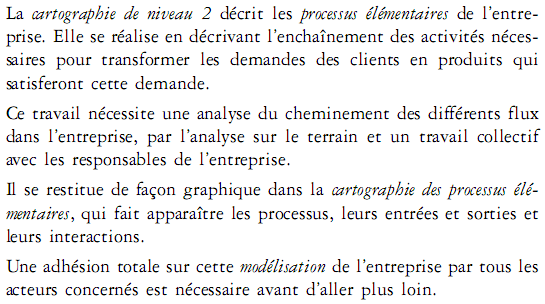 La cartographie de niveau 2 décrit les processus élémentaires de l'entre-
prise. Elle se réalise en décrivant l'enchaînement des activités néces-
saires pour transformer les demandes des clients en produits qui
satisferont cette demande.
Ce travail nécessite une analyse du cheminement des différents flux
dans l'entreprise, par l'analyse sur le terrain et un travail collectif
avec les responsables de l'entreprise.
Il se restitue de façon graphique dans la cartographie des processus élé-
mentaires, qui fait apparaître les processus, leurs entrées et sorties et
leurs interactions.
Une adhésion totale sur cette modélisation de l'entreprise par tous les
acteurs concernés est nécessaire avant d'aller plus loin.